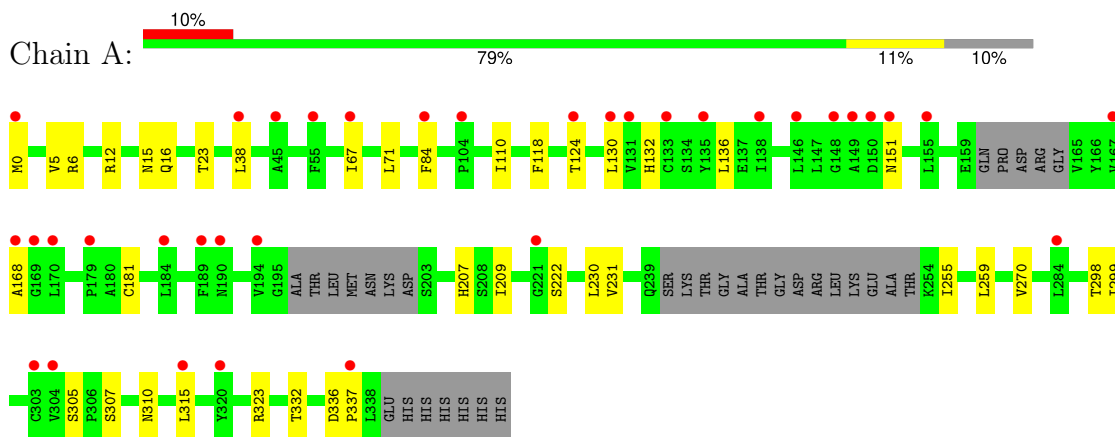 10%
Chain A:
79% 11% 10%
M0 V5 R6 R12 N15 Q16 T23 L38 A45 F55 I67 L71 F84 P104 I110 F118 T124 L130 V131 H132 C133 S134 Y135 L136 E137 I138 L146 L147 G148 A149 D150 N151 L155 E159 GLN PRO ASP ARG GLY V165 Y166 V167
A168 G169 L170 P179 A180 C181 L184 F189 N190 V194 G195 ALA THR LEU MET ASN LYS ASP S203 H207 S208 I209 G221 S222 L230 V231 Q239 SER LYS THR GLY ALA THR GLY ASP ARG LEU LYS GLU ALA THR K254 I255 L259 V270 L284 T298
C303 V304 S305 P306 S307 N310 L315 Y320 R323 T332 D336 P337 L338 GLU HIS HIS HIS HIS HIS HIS